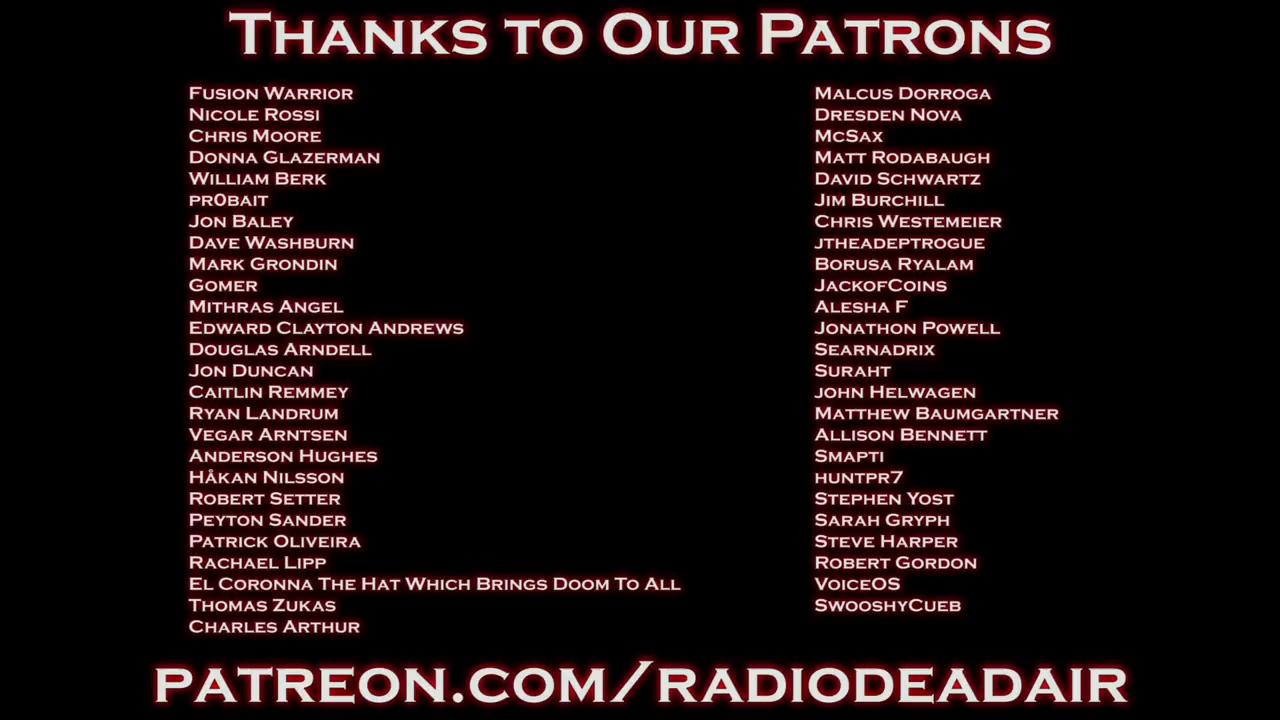 Thanks to Our Patrons
Fusion Warrior
Nicole Rossi
Chris Moore
Donna Glazerman
William Berk
pr0bait
Jon Baley
Dave Washburn
Mark Grondin
Gomer
Mithras Angel
Edward Clayton Andrews
Douglas Arndell
Jon Duncan
Caitlin Remmey
Ryan Landrum
Vegar Arntsen
Anderson Hughes
Håkan Nilsson
Robert Setter
Peyton Sander
Patrick Oliveira
Rachael Lipp
El Coronna The Hat Which Brings Doom To All
Thomas Zukas
Charles Arthur
Malcus Dorroga
Dresden Nova
McSax
Matt Rodabaugh
David Schwartz
Jim Burchill
Chris Westemeier
jtheadeptrogue
Borusa Ryalam
JackofCoins
Alesha F
Jonathon Powell
Searnadrix
Suraht
john Helwagen
Matthew Baumgartner
Allison Bennett
Smapti
huntpr7
Stephen Yost
Sarah Gryph
Steve Harper
Robert Gordon
VoiceOS
SwooshyCueb
patreon.com/radiodeadair